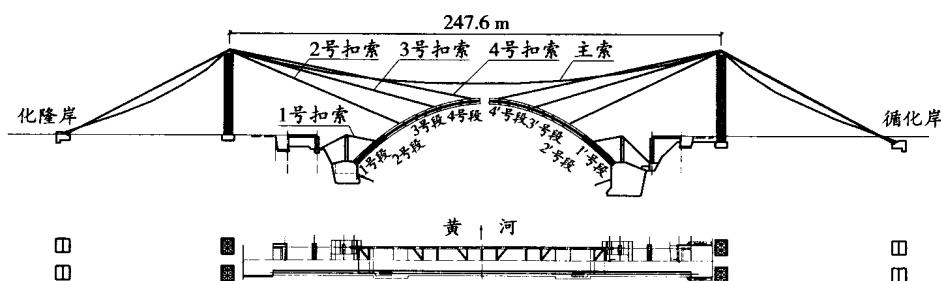 247.6 m
2号扣索
3号扣索
4号扣索
主索
化隆岸
循化岸
1号扣索
1号段
2号段
3号段
4号段
4′号段
3′号段
2′号段
1′号段
黄 河